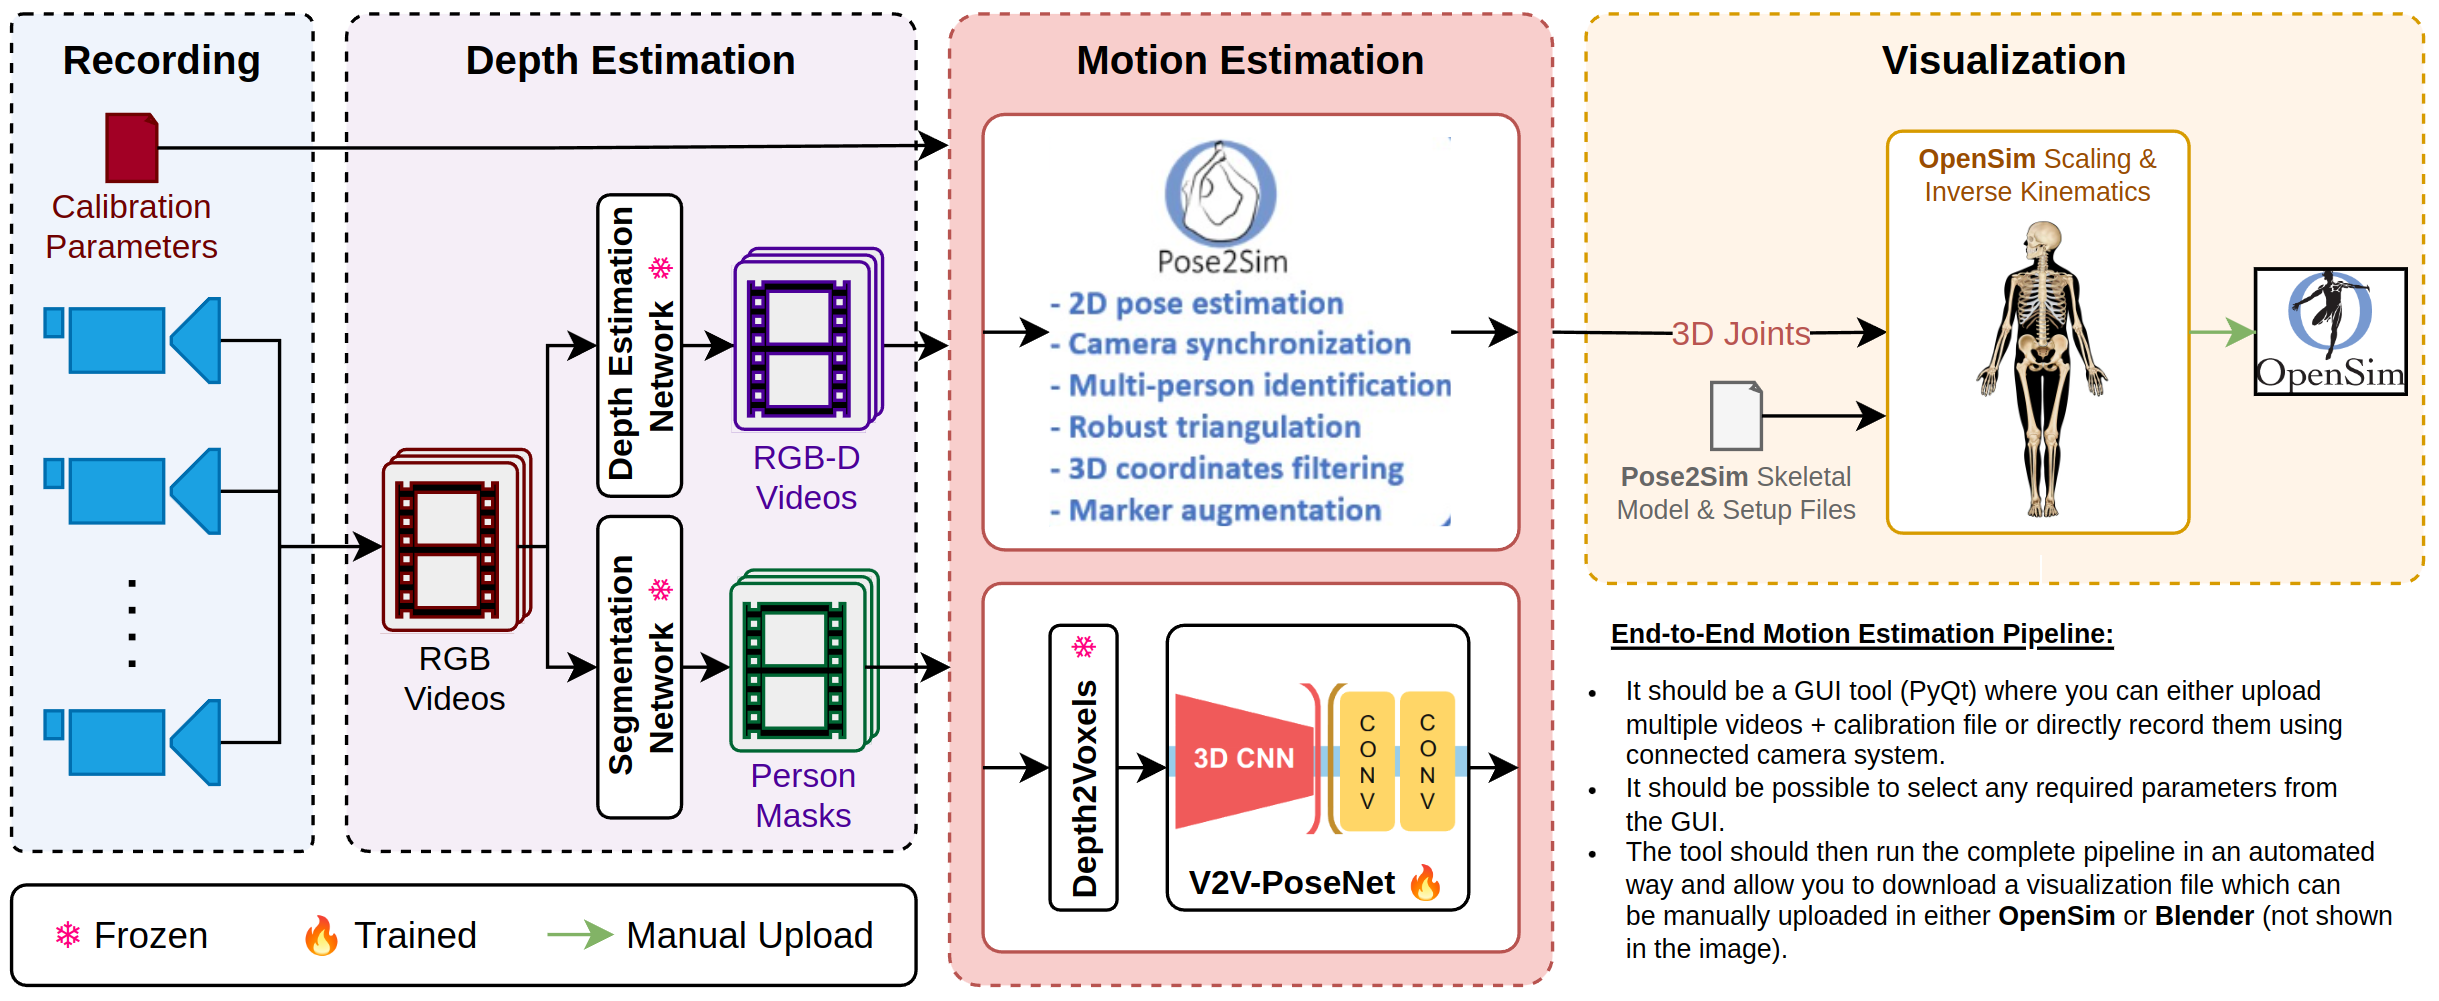 Recording
Calibration
Parameters
Depth Estimation
RGB
Videos
Depth Estimation
Network
RGB-D
Videos
Segmentation
Network
Person
Masks
Frozen
Trained
Manual Upload
Motion Estimation
Pose2Sim
- 2D pose estimation
- Camera synchronization
- Multi-person identification
- Robust triangulation
- 3D coordinates filtering
- Marker augmentation
Depth2Voxels
3D CNN
CONV
CONV
V2V-PoseNet
Visualization
3D Joints
Pose2Sim Skeletal
Model & Setup Files
OpenSim Scaling &
Inverse Kinematics
OpenSim
End-to-End Motion Estimation Pipeline:
• It should be a GUI tool (PyQt) where you can either upload
multiple videos + calibration file or directly record them using
connected camera system.
• It should be possible to select any required parameters from
the GUI.
• The tool should then run the complete pipeline in an automated
way and allow you to download a visualization file which can
be manually uploaded in either OpenSim or Blender (not shown
in the image).